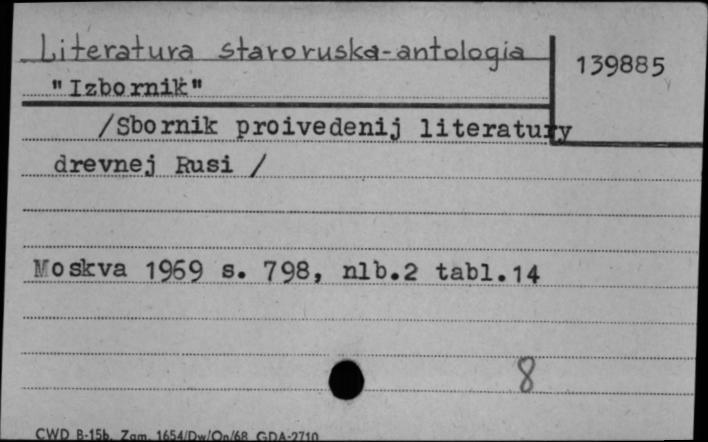 Literatura staroruska-antologia
139885
"Izbornik"
/Sbornik proivedenij literatury
drevnej Rusi /
Moskva 1969 s. 798, nlb.2 tabl.14
8
CWD B-15b. Zam. 1654/Dw/On/68 GDA-2710